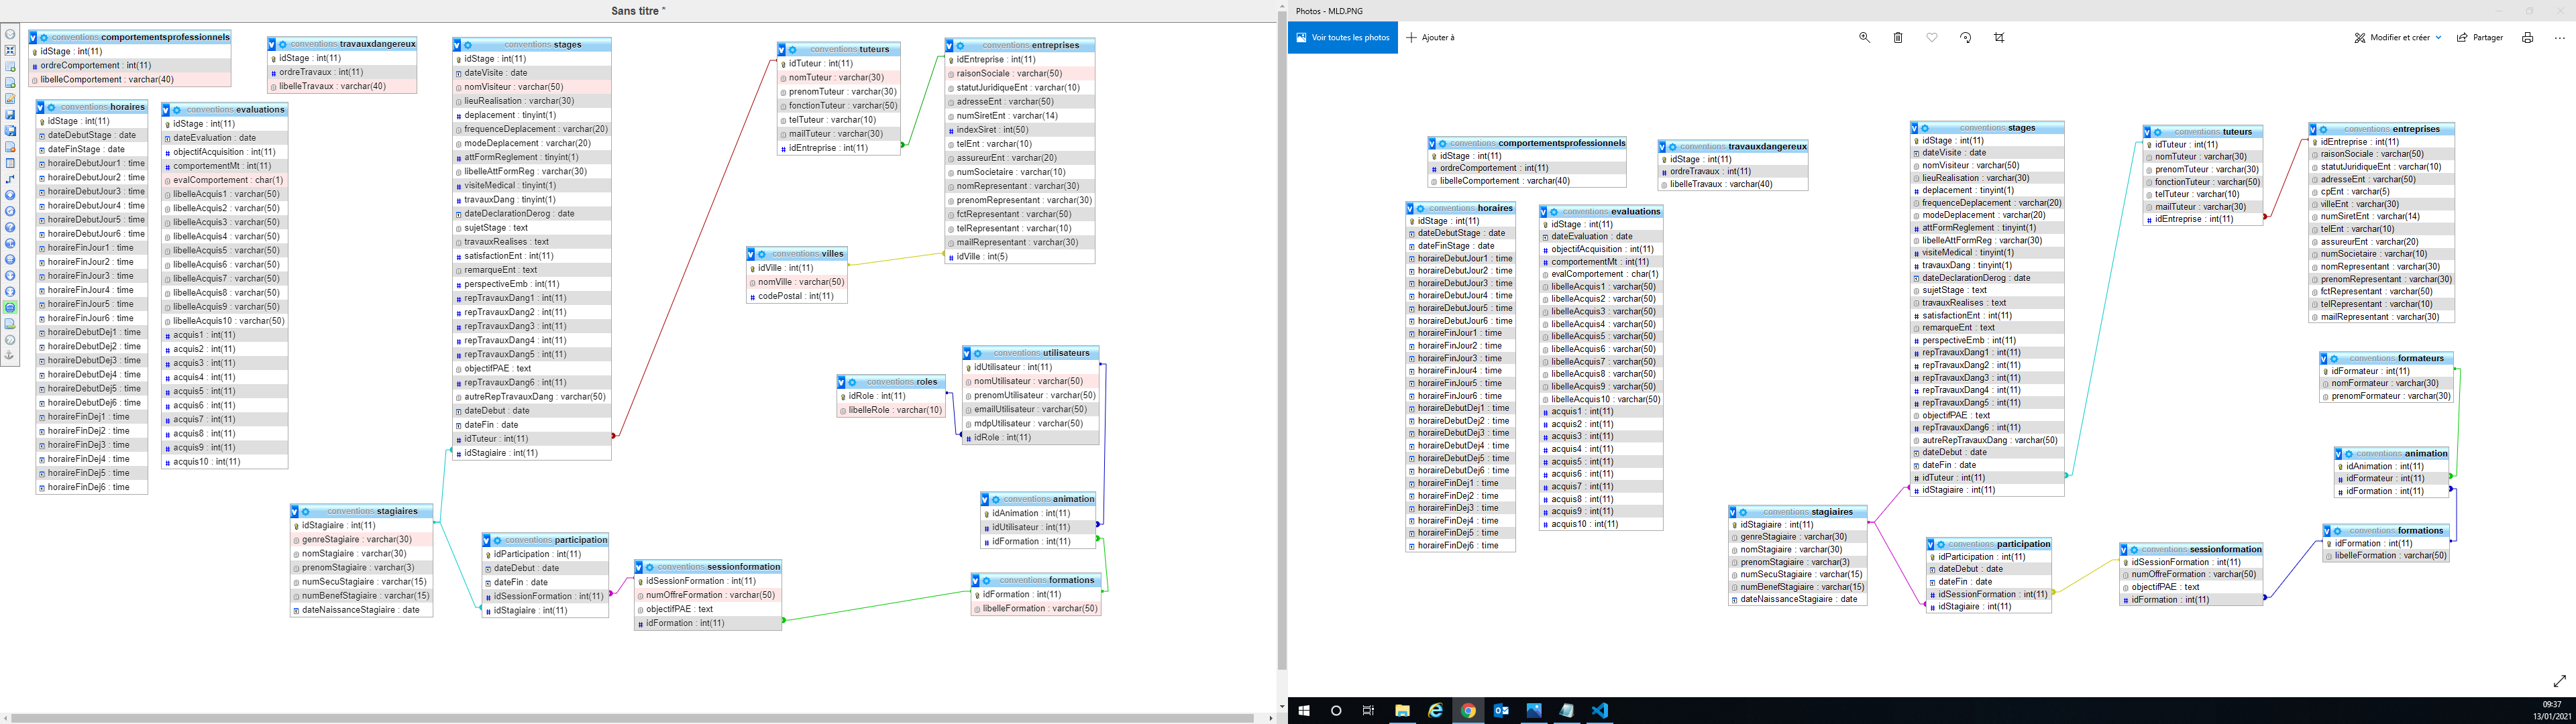 Sans titre *
conventions comportementsprofessionnels
idStage : int(11)
ordreComportement : int(11)
libelleComportement : varchar(40)
conventions travauxdangereux
idStage : int(11)
ordreTravaux : int(11)
libelleTravaux : varchar(40)
conventions horaires
idStage : int(11)
dateDebutStage : date
dateFinStage : date
horaireDebutJour1 : time
horaireDebutJour2 : time
horaireDebutJour3 : time
horaireDebutJour4 : time
horaireDebutJour5 : time
horaireDebutJour6 : time
horaireFinJour1 : time
horaireFinJour2 : time
horaireFinJour3 : time
horaireFinJour4 : time
horaireFinJour5 : time
horaireFinJour6 : time
horaireDebutDej1 : time
horaireDebutDej2 : time
horaireDebutDej3 : time
horaireDebutDej4 : time
horaireDebutDej5 : time
horaireDebutDej6 : time
horaireFinDej1 : time
horaireFinDej2 : time
horaireFinDej3 : time
horaireFinDej4 : time
horaireFinDej5 : time
horaireFinDej6 : time
conventions evaluations
idStage : int(11)
dateEvaluation : date
objectifAcquisition : int(11)
comportementMt : int(11)
evalComportement : char(1)
libelleAcquis1 : varchar(50)
libelleAcquis2 : varchar(50)
libelleAcquis3 : varchar(50)
libelleAcquis4 : varchar(50)
libelleAcquis5 : varchar(50)
libelleAcquis6 : varchar(50)
libelleAcquis7 : varchar(50)
libelleAcquis8 : varchar(50)
libelleAcquis9 : varchar(50)
libelleAcquis10 : varchar(50)
acquis1 : int(11)
acquis2 : int(11)
acquis3 : int(11)
acquis4 : int(11)
acquis5 : int(11)
acquis6 : int(11)
acquis7 : int(11)
acquis8 : int(11)
acquis9 : int(11)
acquis10 : int(11)
conventions stages
idStage : int(11)
dateVisite : date
nomVisiteur : varchar(50)
lieuRealisation : varchar(30)
deplacement : tinyint(1)
frequenceDeplacement : varchar(20)
modeDeplacement : varchar(20)
attFormReglement : tinyint(1)
libelleAttFormReg : varchar(30)
visiteMedical : tinyint(1)
travauxDang : tinyint(1)
dateDeclarationDerog : date
sujetStage : text
travauxRealises : text
satisfactionEnt : int(11)
remarqueEnt : text
perspectiveEmb : int(11)
repTravauxDang1 : int(11)
repTravauxDang2 : int(11)
repTravauxDang3 : int(11)
repTravauxDang4 : int(11)
repTravauxDang5 : int(11)
objectifPAE : text
repTravauxDang6 : int(11)
autreRepTravauxDang : varchar(50)
dateDebut : date
dateFin : date
idTuteur : int(11)
idStagiaire : int(11)
conventions tuteurs
idTuteur : int(11)
nomTuteur : varchar(30)
prenomTuteur : varchar(30)
fonctionTuteur : varchar(50)
telTuteur : varchar(10)
mailTuteur : varchar(30)
idEntreprise : int(11)
conventions entreprises
idEntreprise : int(11)
raisonSociale : varchar(50)
statutJuridiqueEnt : varchar(10)
adresseEnt : varchar(50)
numSiretEnt : varchar(14)
indexSiret : int(50)
telEnt : varchar(10)
assureurEnt : varchar(20)
numSocietaire : varchar(10)
nomRepresentant : varchar(30)
prenomRepresentant : varchar(30)
fctRepresentant : varchar(50)
telRepresentant : varchar(10)
mailRepresentant : varchar(30)
idVille : int(5)
conventions villes
idVille : int(11)
nomVille : varchar(50)
codePostal : int(11)
conventions utilisateurs
idUtilisateur : int(11)
nomUtilisateur : varchar(50)
prenomUtilisateur : varchar(50)
emailUtilisateur : varchar(50)
mdpUtilisateur : varchar(50)
idRole : int(11)
conventions roles
idRole : int(11)
libelleRole : varchar(10)
conventions animation
idAnimation : int(11)
idUtilisateur : int(11)
idFormation : int(11)
conventions stagiaires
idStagiaire : int(11)
genreStagiaire : varchar(30)
nomStagiaire : varchar(30)
prenomStagiaire : varchar(3)
numSecuStagiaire : varchar(15)
numBenefStagiaire : varchar(15)
dateNaissanceStagiaire : date
conventions participation
idParticipation : int(11)
dateDebut : date
dateFin : date
idSessionFormation : int(11)
idStagiaire : int(11)
conventions sessionformation
idSessionFormation : int(11)
numOffreFormation : varchar(50)
objectifPAE : text
idFormation : int(11)
conventions formations
idFormation : int(11)
libelleFormation : varchar(50)
Photos - MLD.PNG
Voir toutes les photos
Ajouter à
Modifier et créer
Partager
conventions comportementsprofessionnels
idStage : int(11)
ordreComportement : int(11)
libelleComportement : varchar(40)
conventions travauxdangereux
idStage : int(11)
ordreTravaux : int(11)
libelleTravaux : varchar(40)
conventions horaires
idStage : int(11)
dateDebutStage : date
dateFinStage : date
horaireDebutJour1 : time
horaireDebutJour2 : time
horaireDebutJour3 : time
horaireDebutJour4 : time
horaireDebutJour5 : time
horaireDebutJour6 : time
horaireFinJour1 : time
horaireFinJour2 : time
horaireFinJour3 : time
horaireFinJour4 : time
horaireFinJour5 : time
horaireFinJour6 : time
horaireDebutDej1 : time
horaireDebutDej2 : time
horaireDebutDej3 : time
horaireDebutDej4 : time
horaireDebutDej5 : time
horaireDebutDej6 : time
horaireFinDej1 : time
horaireFinDej2 : time
horaireFinDej3 : time
horaireFinDej4 : time
horaireFinDej5 : time
horaireFinDej6 : time
conventions evaluations
idStage : int(11)
dateEvaluation : date
objectifAcquisition : int(11)
comportementMt : int(11)
evalComportement : char(1)
libelleAcquis1 : varchar(50)
libelleAcquis2 : varchar(50)
libelleAcquis3 : varchar(50)
libelleAcquis4 : varchar(50)
libelleAcquis5 : varchar(50)
libelleAcquis6 : varchar(50)
libelleAcquis7 : varchar(50)
libelleAcquis8 : varchar(50)
libelleAcquis9 : varchar(50)
libelleAcquis10 : varchar(50)
acquis1 : int(11)
acquis2 : int(11)
acquis3 : int(11)
acquis4 : int(11)
acquis5 : int(11)
acquis6 : int(11)
acquis7 : int(11)
acquis8 : int(11)
acquis9 : int(11)
acquis10 : int(11)
conventions stages
idStage : int(11)
dateVisite : date
nomVisiteur : varchar(50)
lieuRealisation : varchar(30)
deplacement : tinyint(1)
frequenceDeplacement : varchar(20)
modeDeplacement : varchar(20)
attFormReglement : tinyint(1)
libelleAttFormReg : varchar(30)
visiteMedical : tinyint(1)
travauxDang : tinyint(1)
dateDeclarationDerog : date
sujetStage : text
travauxRealises : text
satisfactionEnt : int(11)
remarqueEnt : text
perspectiveEmb : int(11)
repTravauxDang1 : int(11)
repTravauxDang2 : int(11)
repTravauxDang3 : int(11)
repTravauxDang4 : int(11)
repTravauxDang5 : int(11)
objectifPAE : text
repTravauxDang6 : int(11)
autreRepTravauxDang : varchar(50)
dateDebut : date
dateFin : date
idTuteur : int(11)
idStagiaire : int(11)
conventions tuteurs
idTuteur : int(11)
nomTuteur : varchar(30)
prenomTuteur : varchar(30)
fonctionTuteur : varchar(50)
telTuteur : varchar(10)
mailTuteur : varchar(30)
idEntreprise : int(11)
conventions entreprises
idEntreprise : int(11)
raisonSociale : varchar(50)
statutJuridiqueEnt : varchar(10)
adresseEnt : varchar(50)
cpEnt : varchar(5)
villeEnt : varchar(30)
numSiretEnt : varchar(14)
telEnt : varchar(10)
assureurEnt : varchar(20)
numSocietaire : varchar(10)
nomRepresentant : varchar(30)
prenomRepresentant : varchar(30)
fctRepresentant : varchar(50)
telRepresentant : varchar(10)
mailRepresentant : varchar(30)
conventions formateurs
idFormateur : int(11)
nomFormateur : varchar(30)
prenomFormateur : varchar(30)
conventions animation
idAnimation : int(11)
idFormateur : int(11)
idFormation : int(11)
conventions stagiaires
idStagiaire : int(11)
genreStagiaire : varchar(30)
nomStagiaire : varchar(30)
prenomStagiaire : varchar(3)
numSecuStagiaire : varchar(15)
numBenefStagiaire : varchar(15)
dateNaissanceStagiaire : date
conventions participation
idParticipation : int(11)
dateDebut : date
dateFin : date
idSessionFormation : int(11)
idStagiaire : int(11)
conventions sessionformation
idSessionFormation : int(11)
numOffreFormation : varchar(50)
objectifPAE : text
idFormation : int(11)
conventions formations
idFormation : int(11)
libelleFormation : varchar(50)
09:37
13/01/2021